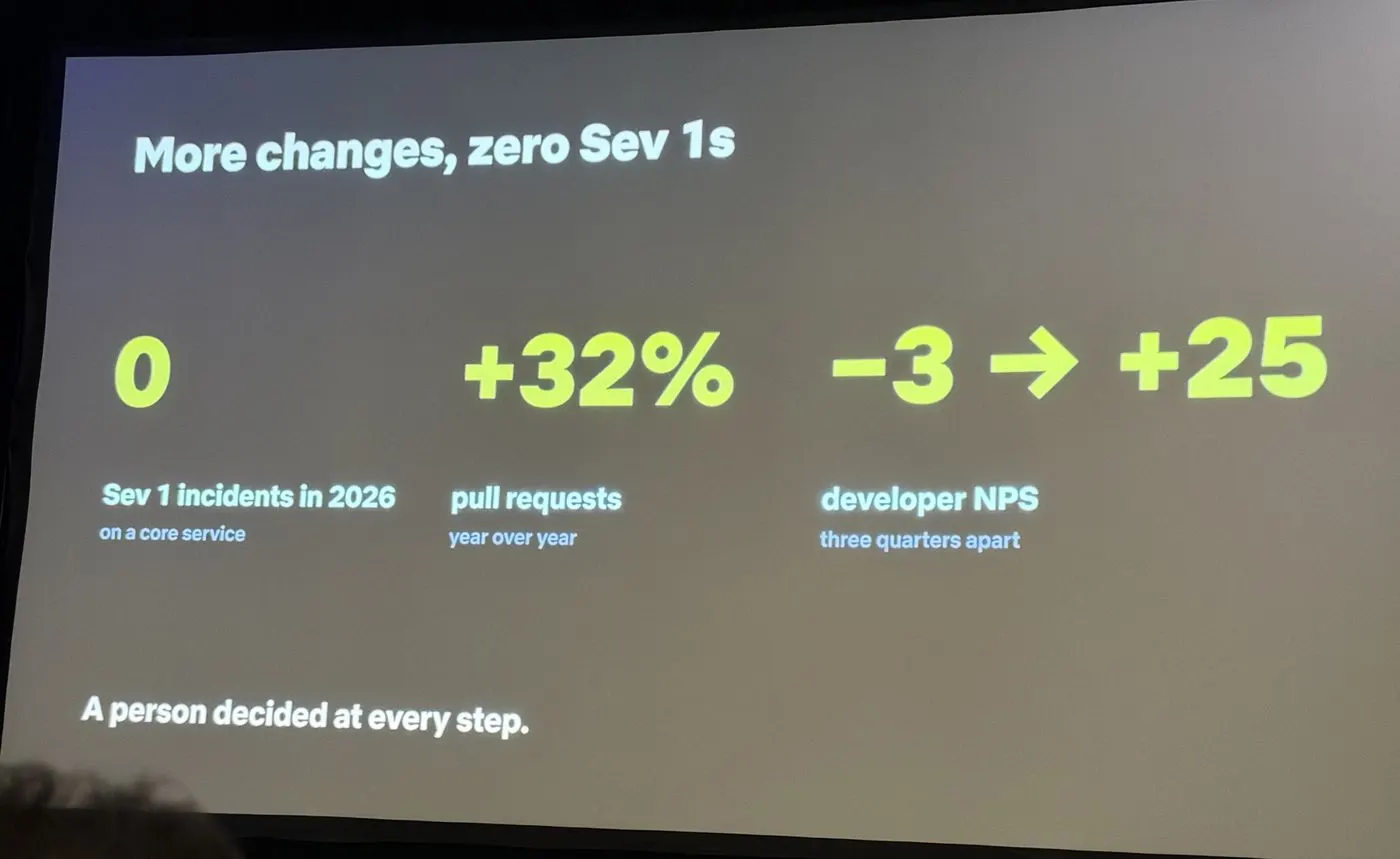 More changes, zero Sev 1s
0
Sev 1 incidents in 2026
on a core service
+32%
pull requests
year over year
−3 → +25
developer NPS
three quarters apart
A person decided at every step.